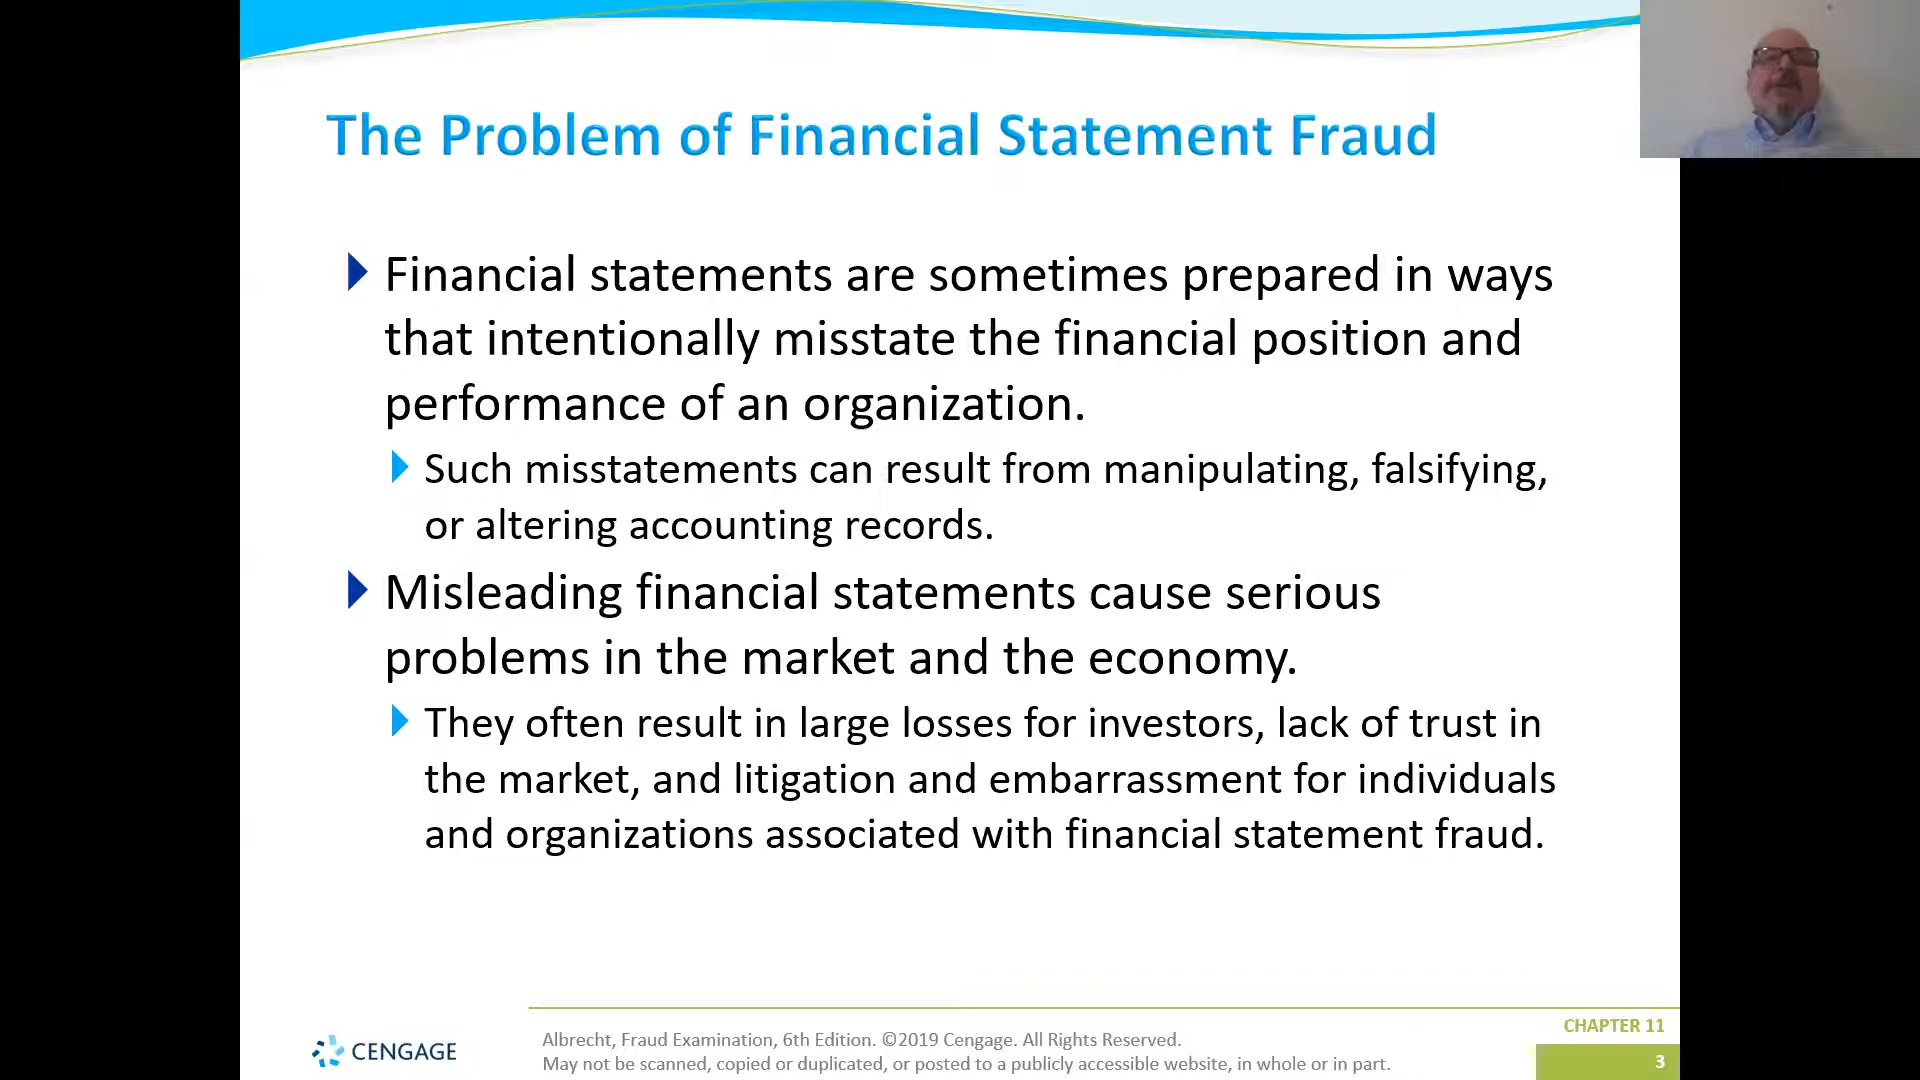 The Problem of Financial Statement Fraud
Financial statements are sometimes prepared in ways
that intentionally misstate the financial position and
performance of an organization.
Such misstatements can result from manipulating, falsifying,
or altering accounting records.
Misleading financial statements cause serious
problems in the market and the economy.
They often result in large losses for investors, lack of trust in
the market, and litigation and embarrassment for individuals
and organizations associated with financial statement fraud.
CENGAGE
Albrecht, Fraud Examination, 6th Edition. ©2019 Cengage. All Rights Reserved.
May not be scanned, copied or duplicated, or posted to a publicly accessible website, in whole or in part.
CHAPTER 11
3